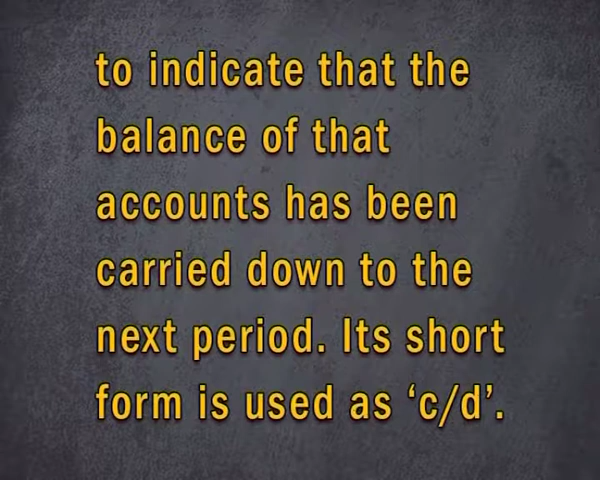 to indicate that the
balance of that
accounts has been
carried down to the
next period. Its short
form is used as ‘c/d’.